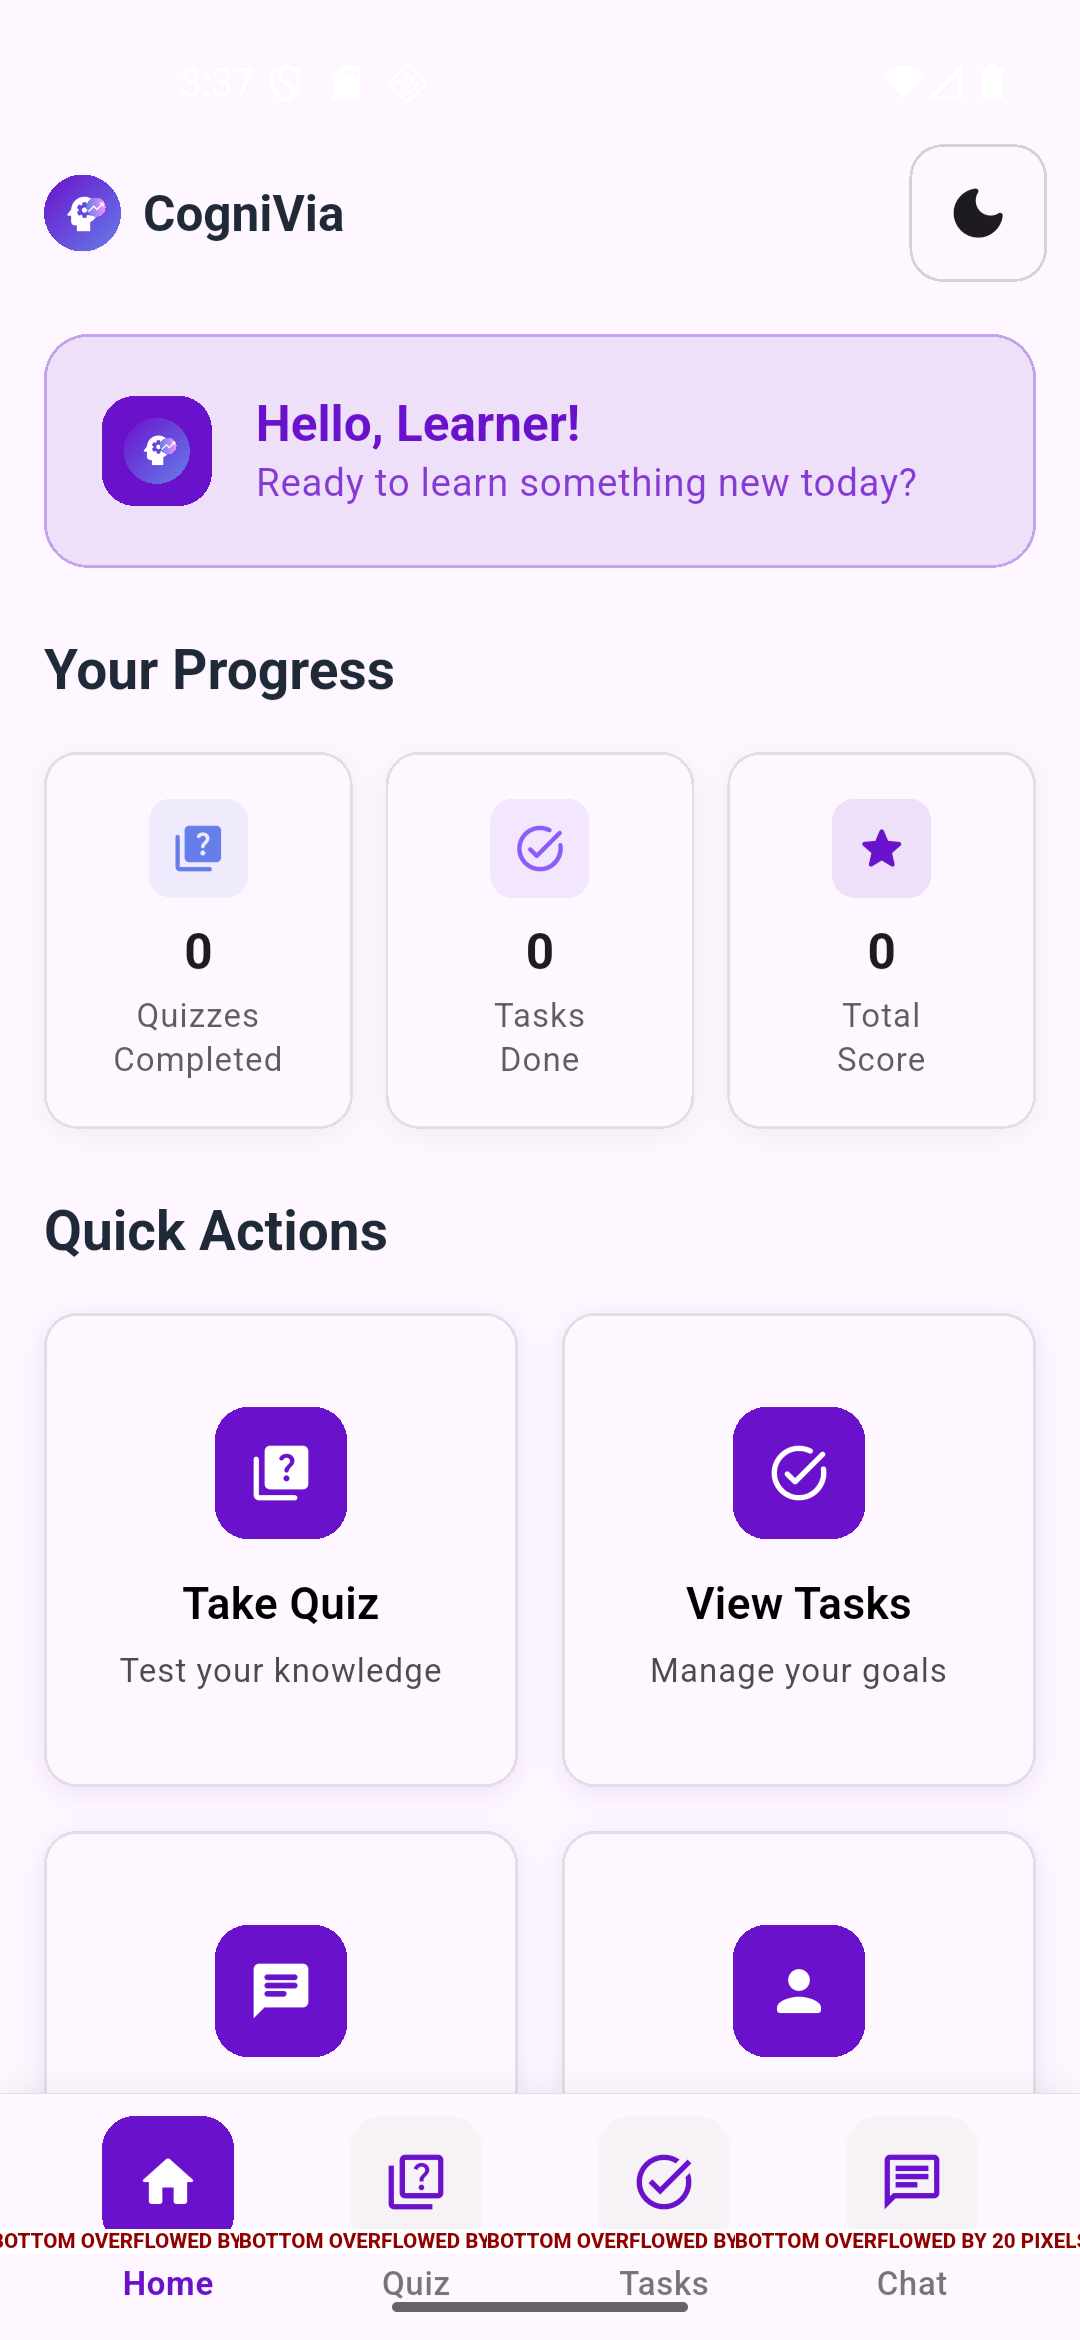 3:37
CogniVia
Hello, Learner!
Ready to learn something new today?
Your Progress
0
Quizzes
Completed
0
Tasks
Done
0
Total
Score
Quick Actions
Take Quiz
Test your knowledge
View Tasks
Manage your goals
BOTTOM OVERFLOWED BY
BOTTOM OVERFLOWED BY
BOTTOM OVERFLOWED BY
BOTTOM OVERFLOWED BY 20 PIXELS
Home
Quiz
Tasks
Chat